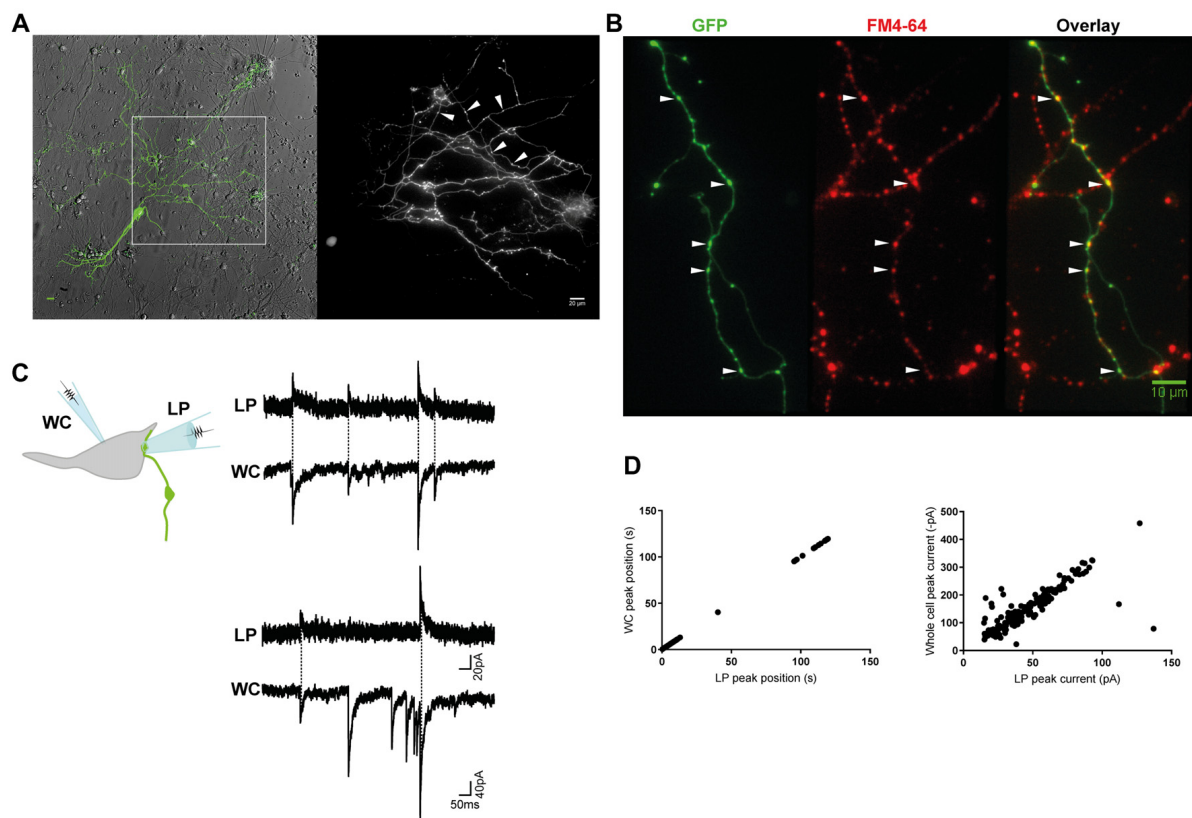 A
20 µm
B
GFP
FM4-64
Overlay
10 µm
C
WC
LP
LP
WC
LP
20pA
WC
40pA
50ms
D
150
100
50
0
0
50
100
150
WC peak position (s)
LP peak position (s)
500
400
300
200
100
0
0
50
100
150
Whole cell peak current (-pA)
LP peak current (pA)